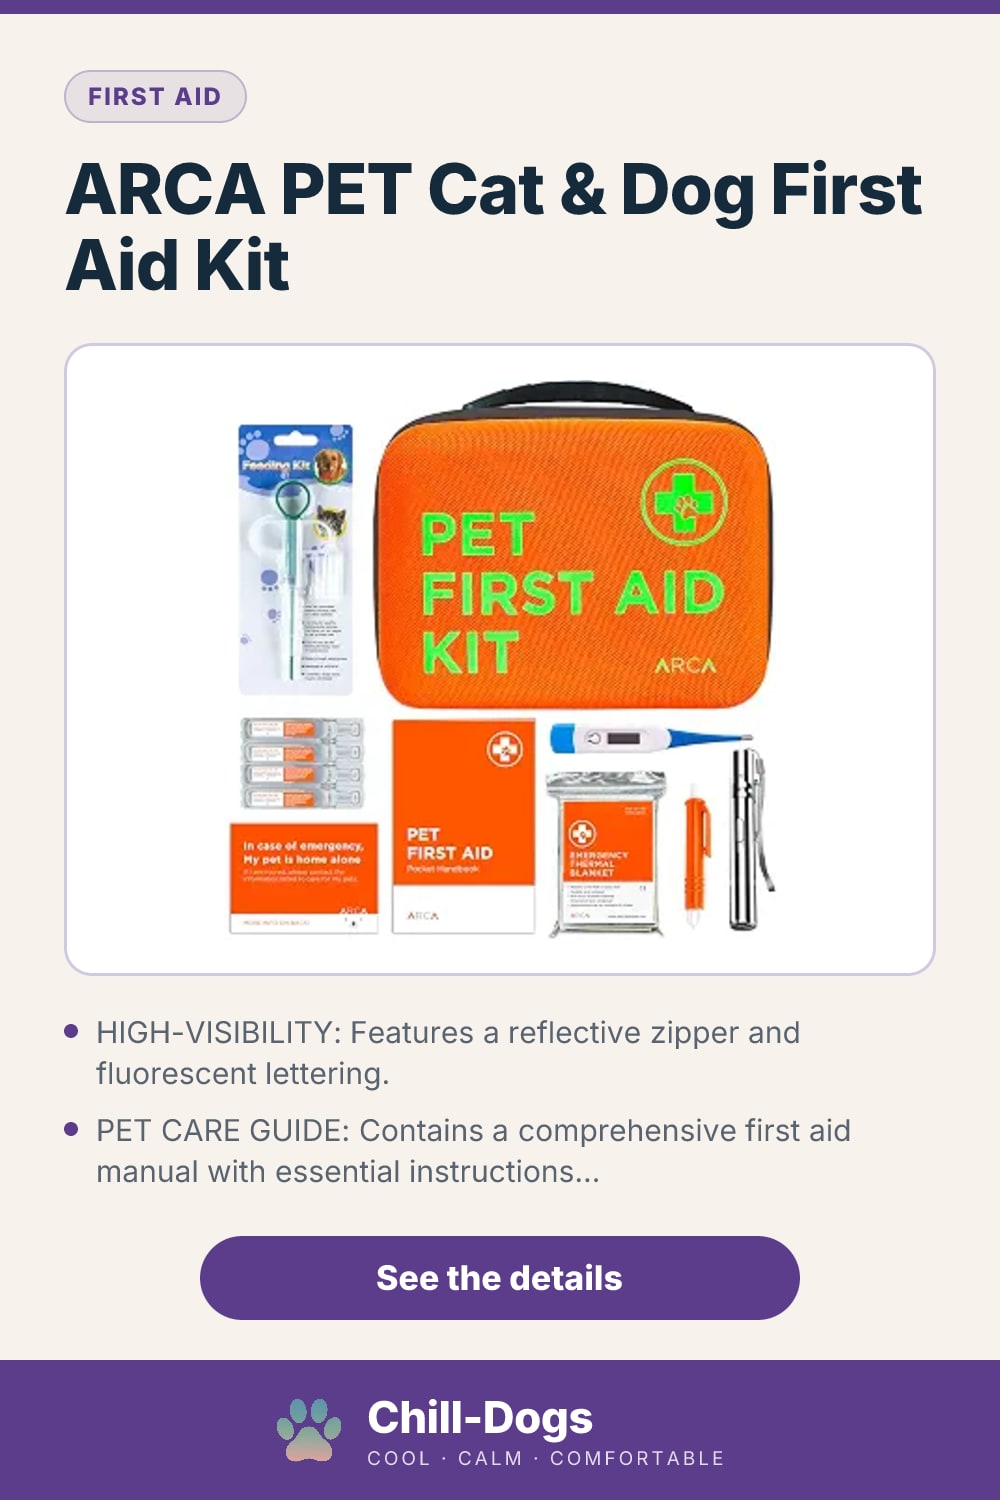 FIRST AID
ARCA PET Cat & Dog First
Aid Kit
Feeding Kit
PET
FIRST AID
KIT
ARCA
In case of emergency,
My pet is home alone
ARCA
PET
FIRST AID
Pocket Handbook
ARCA
EMERGENCY
THERMAL
BLANKET
ARCA
HIGH-VISIBILITY: Features a reflective zipper and
fluorescent lettering.
PET CARE GUIDE: Contains a comprehensive first aid
manual with essential instructions...
See the details
Chill-Dogs
COOL · CALM · COMFORTABLE